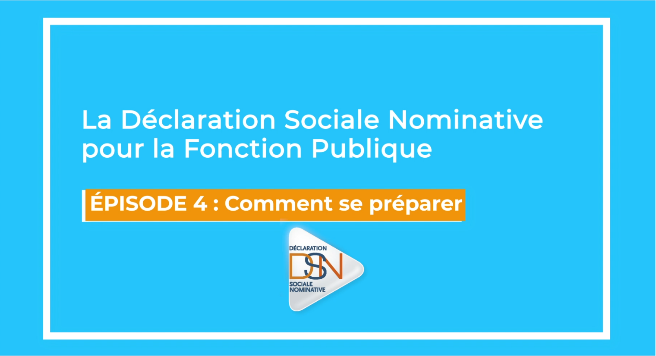 La Déclaration Sociale Nominative
pour la Fonction Publique
ÉPISODE 4 : Comment se préparer
DÉCLARATION
DSN
SOCIALE
NOMINATIVE